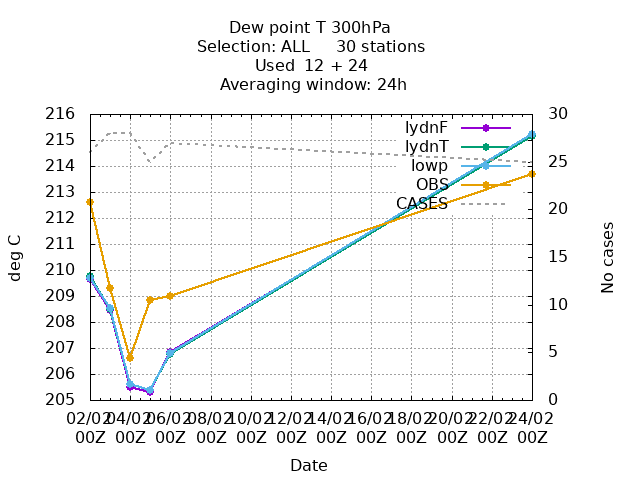 Dew point T 300hPa
Selection: ALL     30 stations
Used  12 + 24
Averaging window: 24h
216
215
214
213
212
211
210
209
208
207
206
205
deg C
30
25
20
15
10
5
0
No cases
lydnF
lydnT
lowp
OBS
CASES
02/02 04/02 06/02 08/02 10/02 12/02 14/02 16/02 18/02 20/02 22/02 24/02
00Z 00Z 00Z 00Z 00Z 00Z 00Z 00Z 00Z 00Z 00Z 00Z
Date